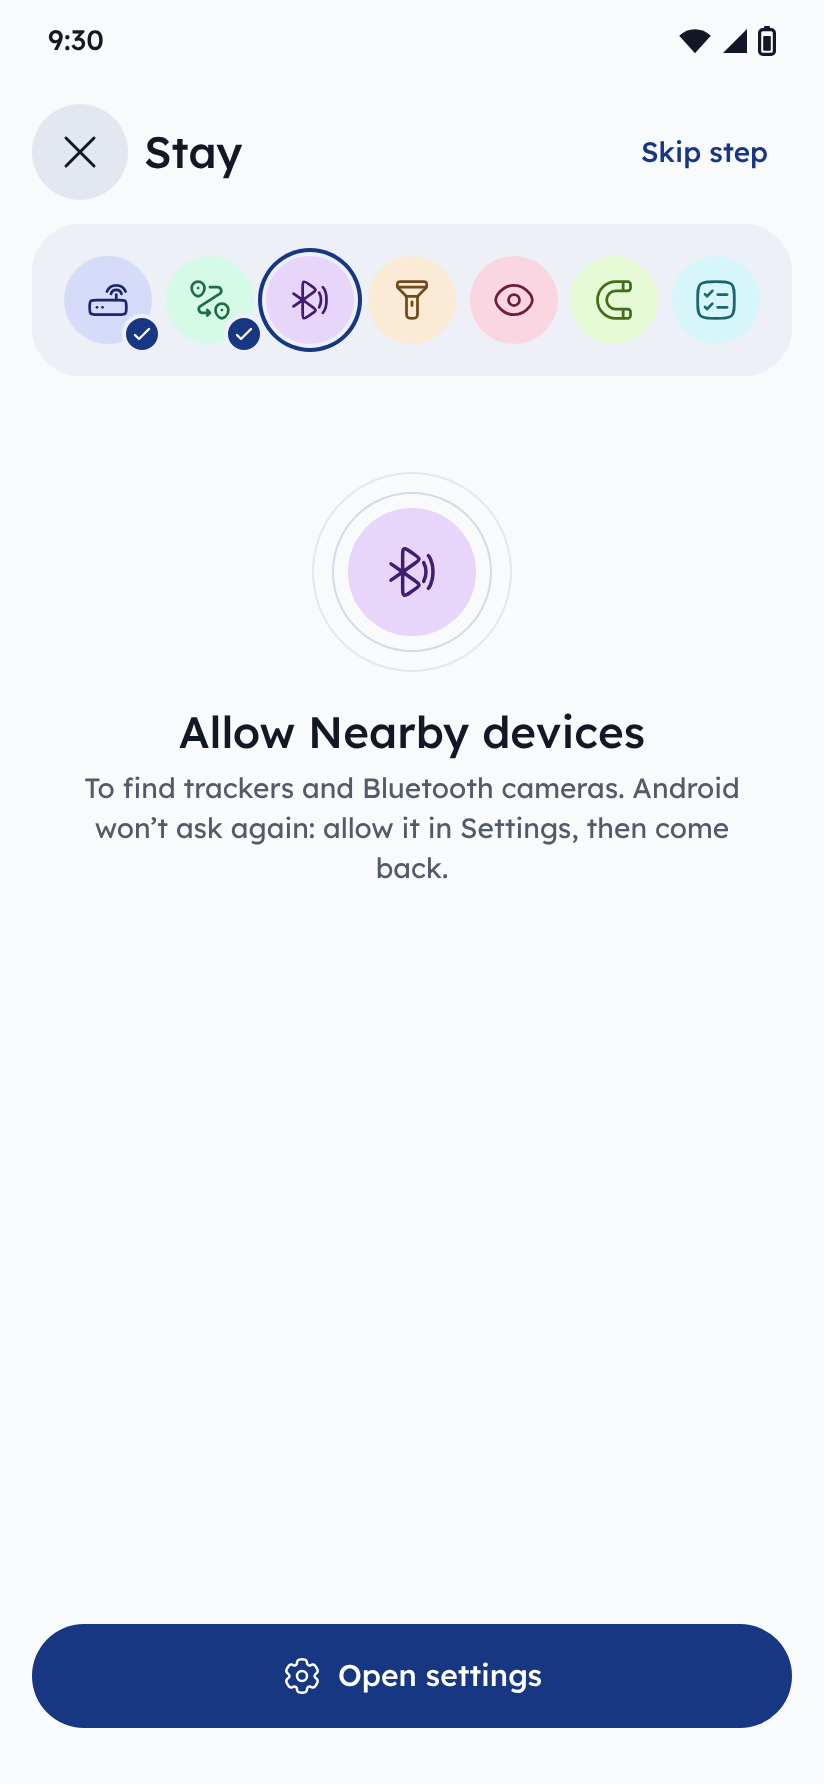 9:30
Stay
Skip step
Allow Nearby devices
To find trackers and Bluetooth cameras. Android
won’t ask again: allow it in Settings, then come
back.
Open settings